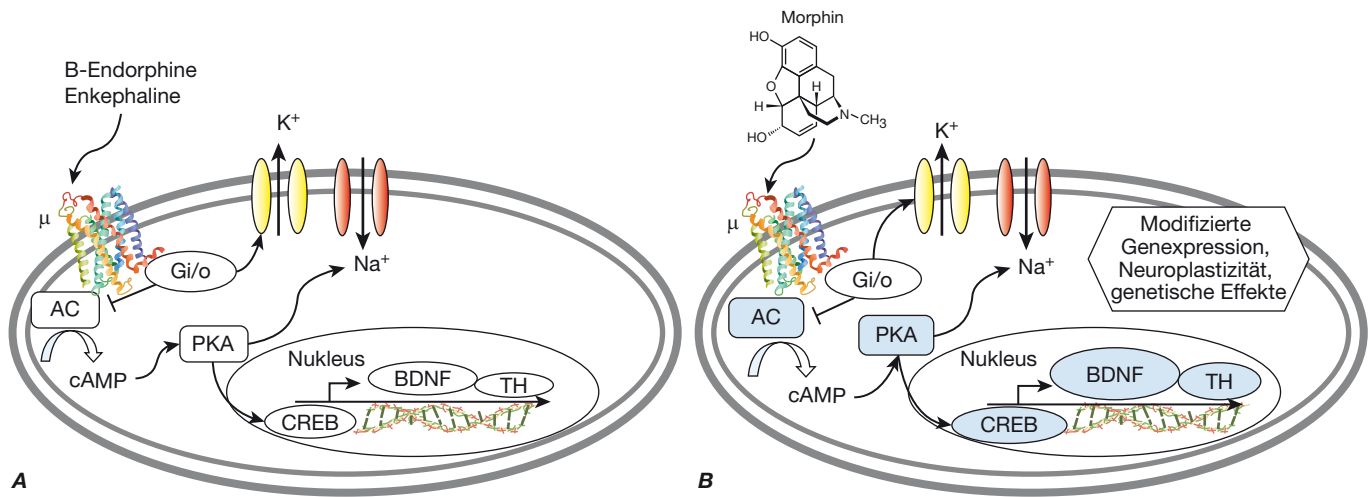 B-Endorphine
Enkephaline
K⁺
μ
Gi/o
Na⁺
AC
cAMP
PKA
Nukleus
BDNF
TH
CREB
A
Morphin
HO
O
H
H
N
CH₃
HO
K⁺
μ
Gi/o
Na⁺
Modifizierte
Genexpression,
Neuroplastizität,
genetische Effekte
AC
cAMP
PKA
Nukleus
BDNF
TH
CREB
B